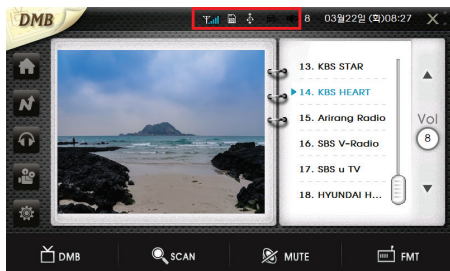 DMB
8 03월22일 (화)08:27 X
13. KBS STAR
14. KBS HEART
15. Arirang Radio
16. SBS V-Radio
17. SBS u TV
18. HYUNDAI H...
Vol
8
DMB
SCAN
MUTE
FMT